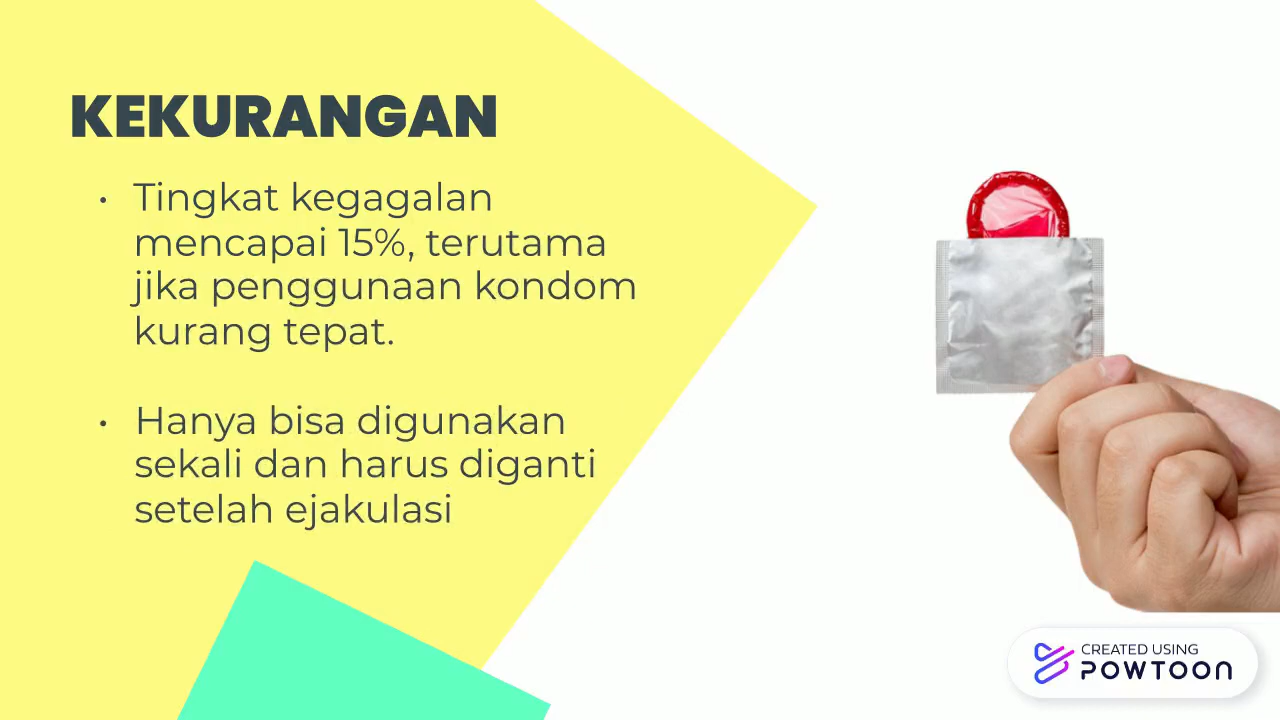 KEKURANGAN
• Tingkat kegagalan
mencapai 15%, terutama
jika penggunaan kondom
kurang tepat.
• Hanya bisa digunakan
sekali dan harus diganti
setelah ejakulasi
CREATED USING
POWTOON